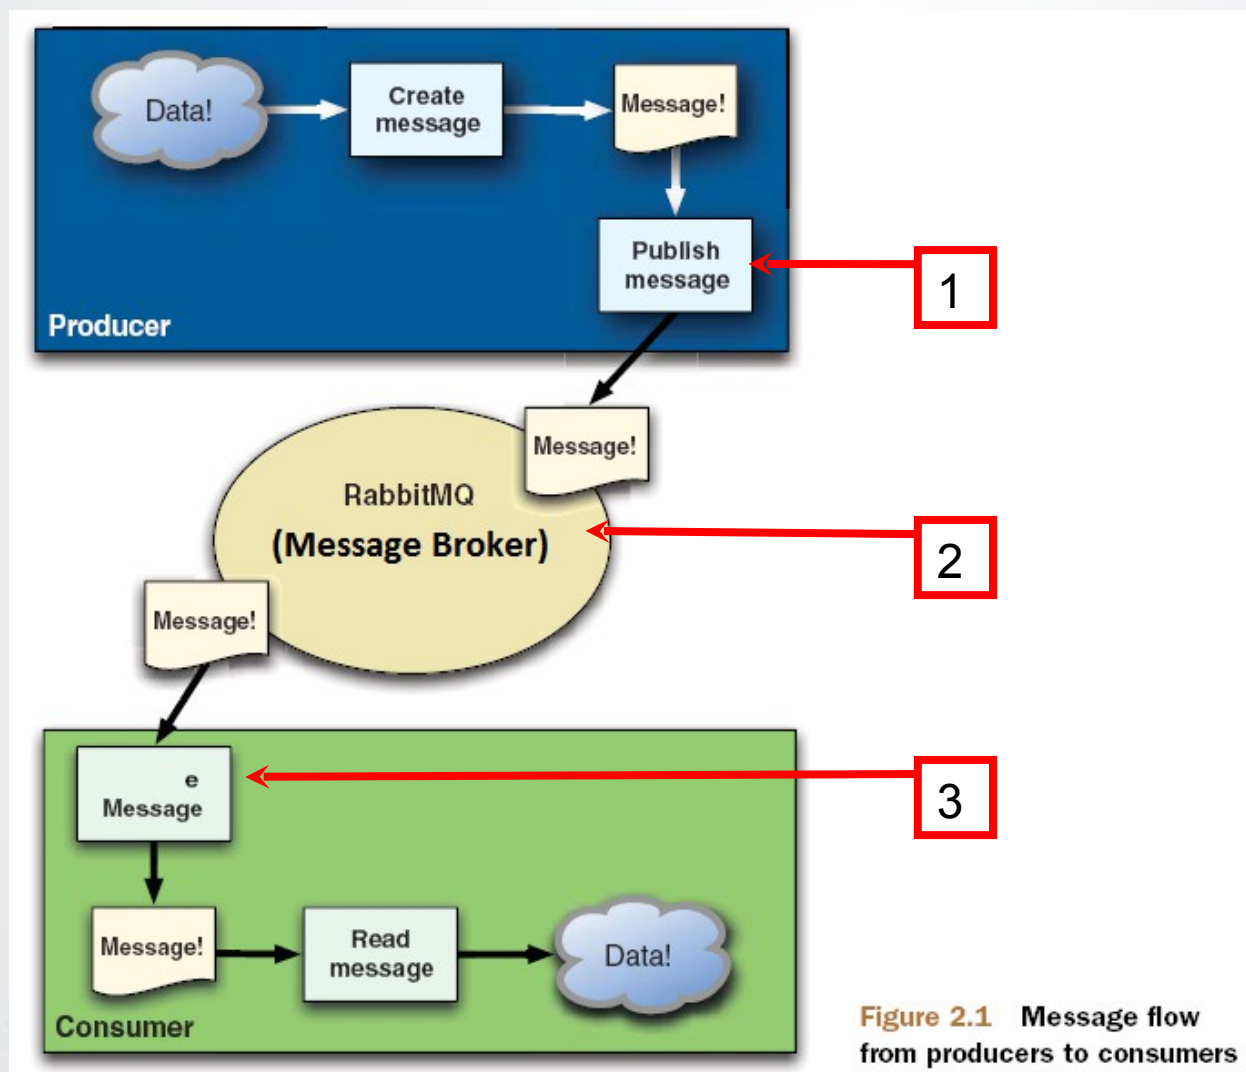 Data!
Create
message
Message!
Publish
message
1
Producer
Message!
RabbitMQ
(Message Broker)
2
Message!
e
Message
3
Message!
Read
message
Data!
Consumer
Figure 2.1 Message flow
from producers to consumers